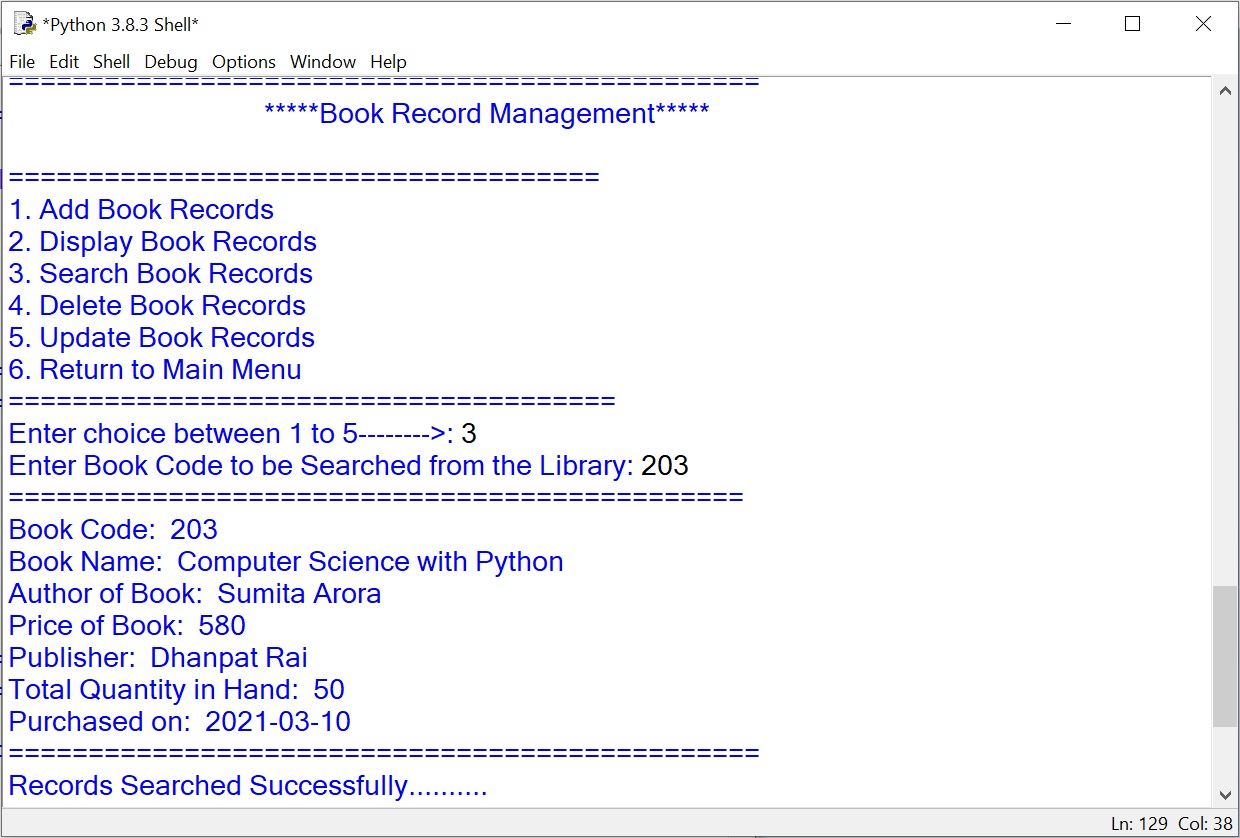 *Python 3.8.3 Shell*
File Edit Shell Debug Options Window Help
===============================================
*****Book Record Management*****
=====================================
1. Add Book Records
2. Display Book Records
3. Search Book Records
4. Delete Book Records
5. Update Book Records
6. Return to Main Menu
======================================
Enter choice between 1 to 5-------->: 3
Enter Book Code to be Searched from the Library: 203
==============================================
Book Code:  203
Book Name:  Computer Science with Python
Author of Book:  Sumita Arora
Price of Book:  580
Publisher:  Dhanpat Rai
Total Quantity in Hand:  50
Purchased on:  2021-03-10
===============================================
Records Searched Successfully..........
Ln: 129 Col: 38